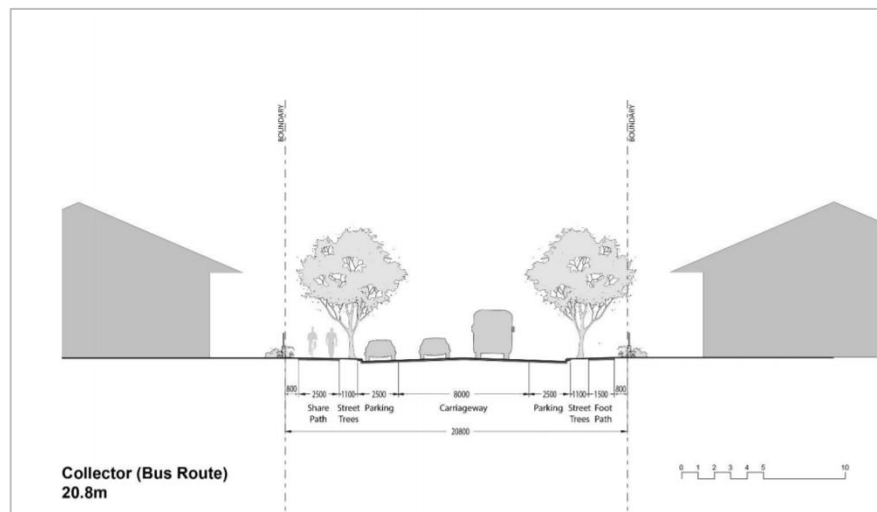 BOUNDARY
BOUNDARY
800 2500 1100 2500 8000 2500 1100 1500 800
Share Street Parking Carriageway Parking Street Foot
Path Trees Trees Path
20800
Collector (Bus Route)
20.8m
0 1 2 3 4 5 10